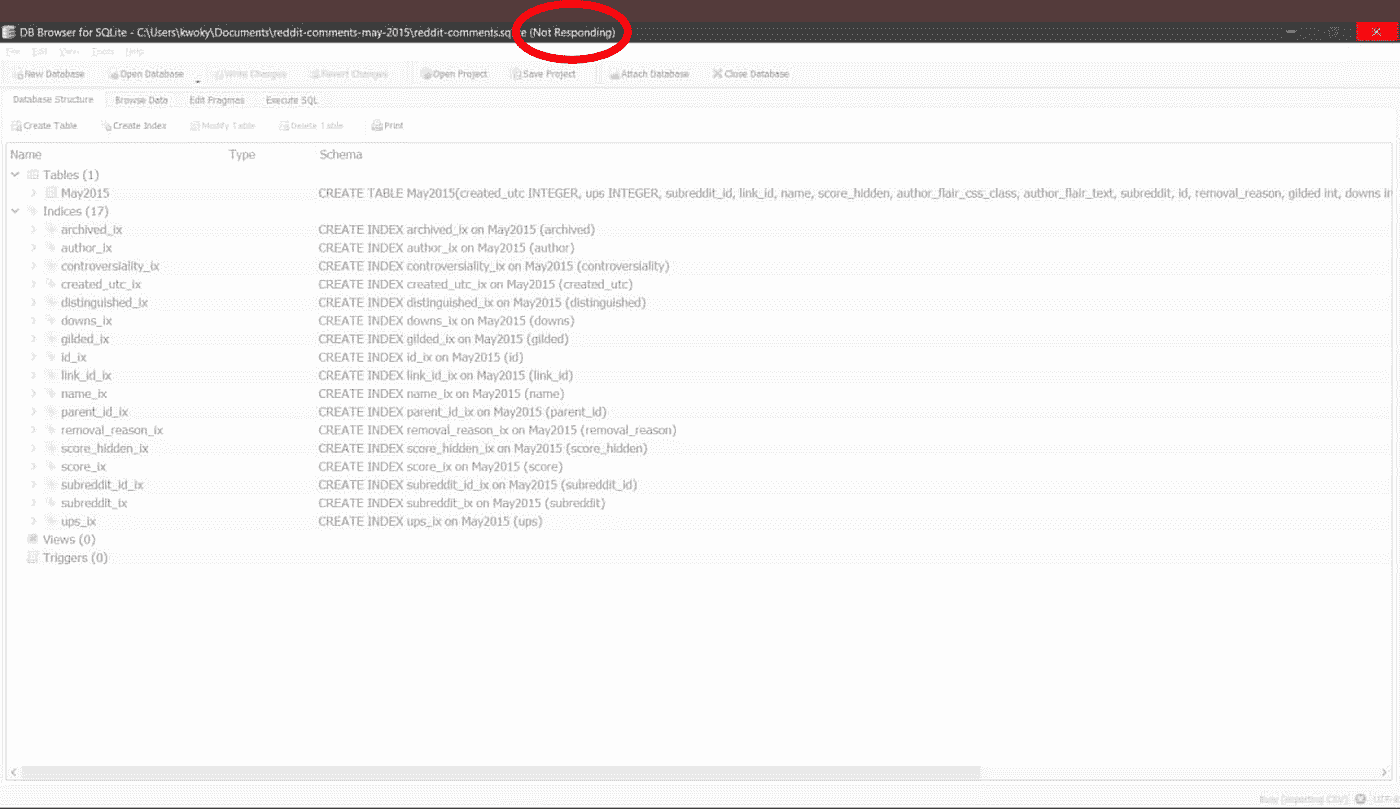 DB Browser for SQLite - C:\Users\kwoky\Documents\reddit-comments-may-2015\reddit-comments.sq e (Not Responding)
File Edit View Tools Help
New Database Open Database Write Changes Revert Changes Open Project Save Project Attach Database Close Database
Database Structure Browse Data Edit Pragmas Execute SQL
Create Table Create Index Modify Table Delete Table Print
Name Type Schema
Tables (1)
May2015 CREATE TABLE May2015(created_utc INTEGER, ups INTEGER, subreddit_id, link_id, name, score_hidden, author_flair_css_class, author_flair_text, subreddit, id, removal_reason, gilded int, downs in
Indices (17)
archived_ix CREATE INDEX archived_ix on May2015 (archived)
author_ix CREATE INDEX author_ix on May2015 (author)
controversiality_ix CREATE INDEX controversiality_ix on May2015 (controversiality)
created_utc_ix CREATE INDEX created_utc_ix on May2015 (created_utc)
distinguished_ix CREATE INDEX distinguished_ix on May2015 (distinguished)
downs_ix CREATE INDEX downs_ix on May2015 (downs)
gilded_ix CREATE INDEX gilded_ix on May2015 (gilded)
id_ix CREATE INDEX id_ix on May2015 (id)
link_id_ix CREATE INDEX link_id_ix on May2015 (link_id)
name_ix CREATE INDEX name_ix on May2015 (name)
parent_id_ix CREATE INDEX parent_id_ix on May2015 (parent_id)
removal_reason_ix CREATE INDEX removal_reason_ix on May2015 (removal_reason)
score_hidden_ix CREATE INDEX score_hidden_ix on May2015 (score_hidden)
score_ix CREATE INDEX score_ix on May2015 (score)
subreddit_id_ix CREATE INDEX subreddit_id_ix on May2015 (subreddit_id)
subreddit_ix CREATE INDEX subreddit_ix on May2015 (subreddit)
ups_ix CREATE INDEX ups_ix on May2015 (ups)
Views (0)
Triggers (0)
Busy (importing CSV) UTF-8